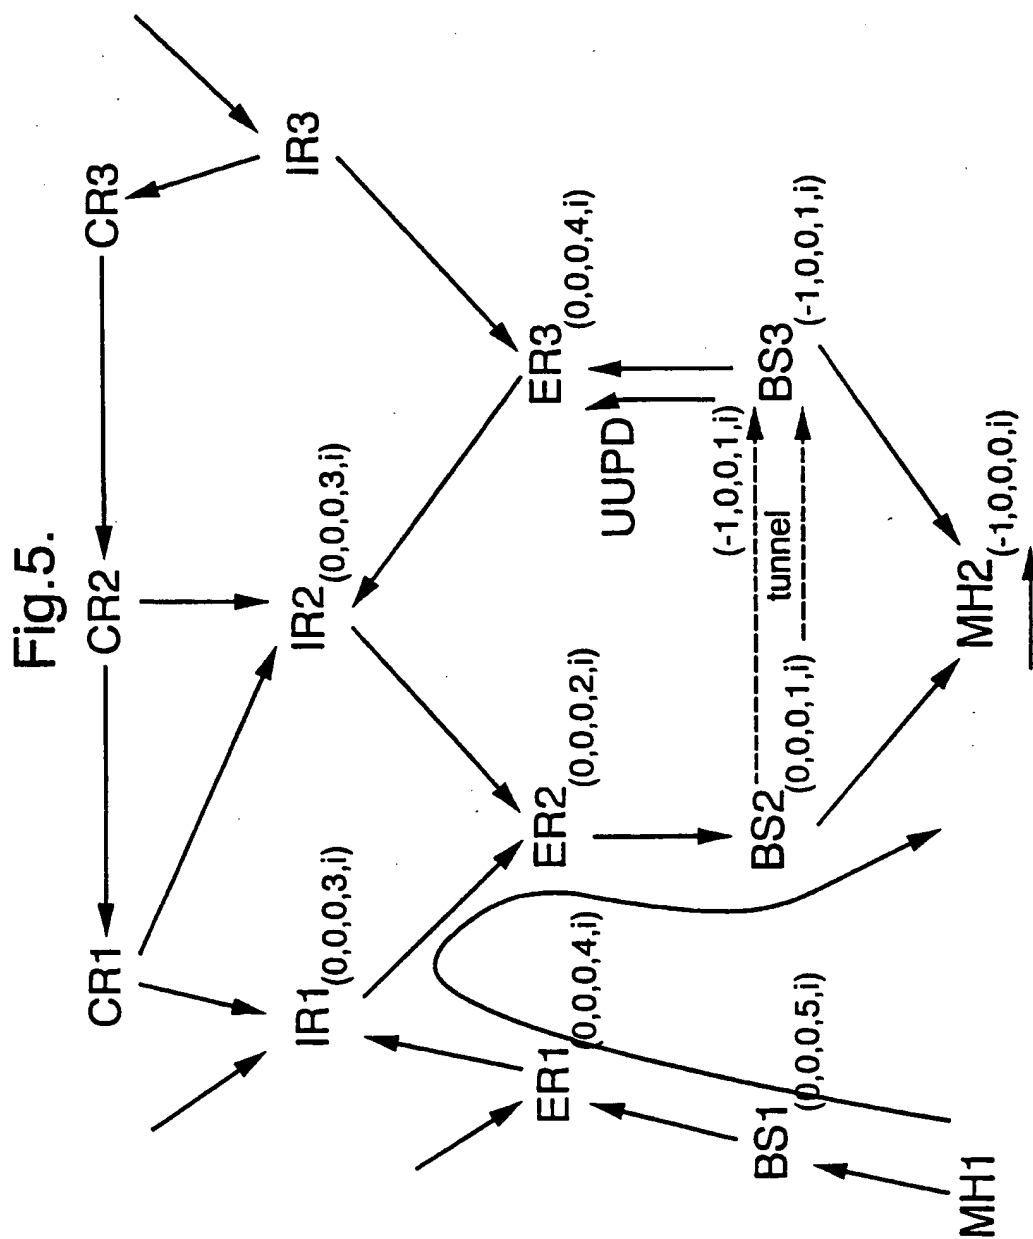 Fig.5.
CR1
CR2
CR3
IR1(0,0,0,3,i)
IR2(0,0,0,3,i)
IR3
ER1(0,0,0,4,i)
ER2(0,0,0,2,i)
ER3(0,0,0,4,i)
UUPD
(-1,0,0,1,i)
tunnel
BS1(0,0,0,5,i)
BS2(0,0,0,1,i)
BS3(-1,0,0,1,i)
MH1
MH2(-1,0,0,0,i)